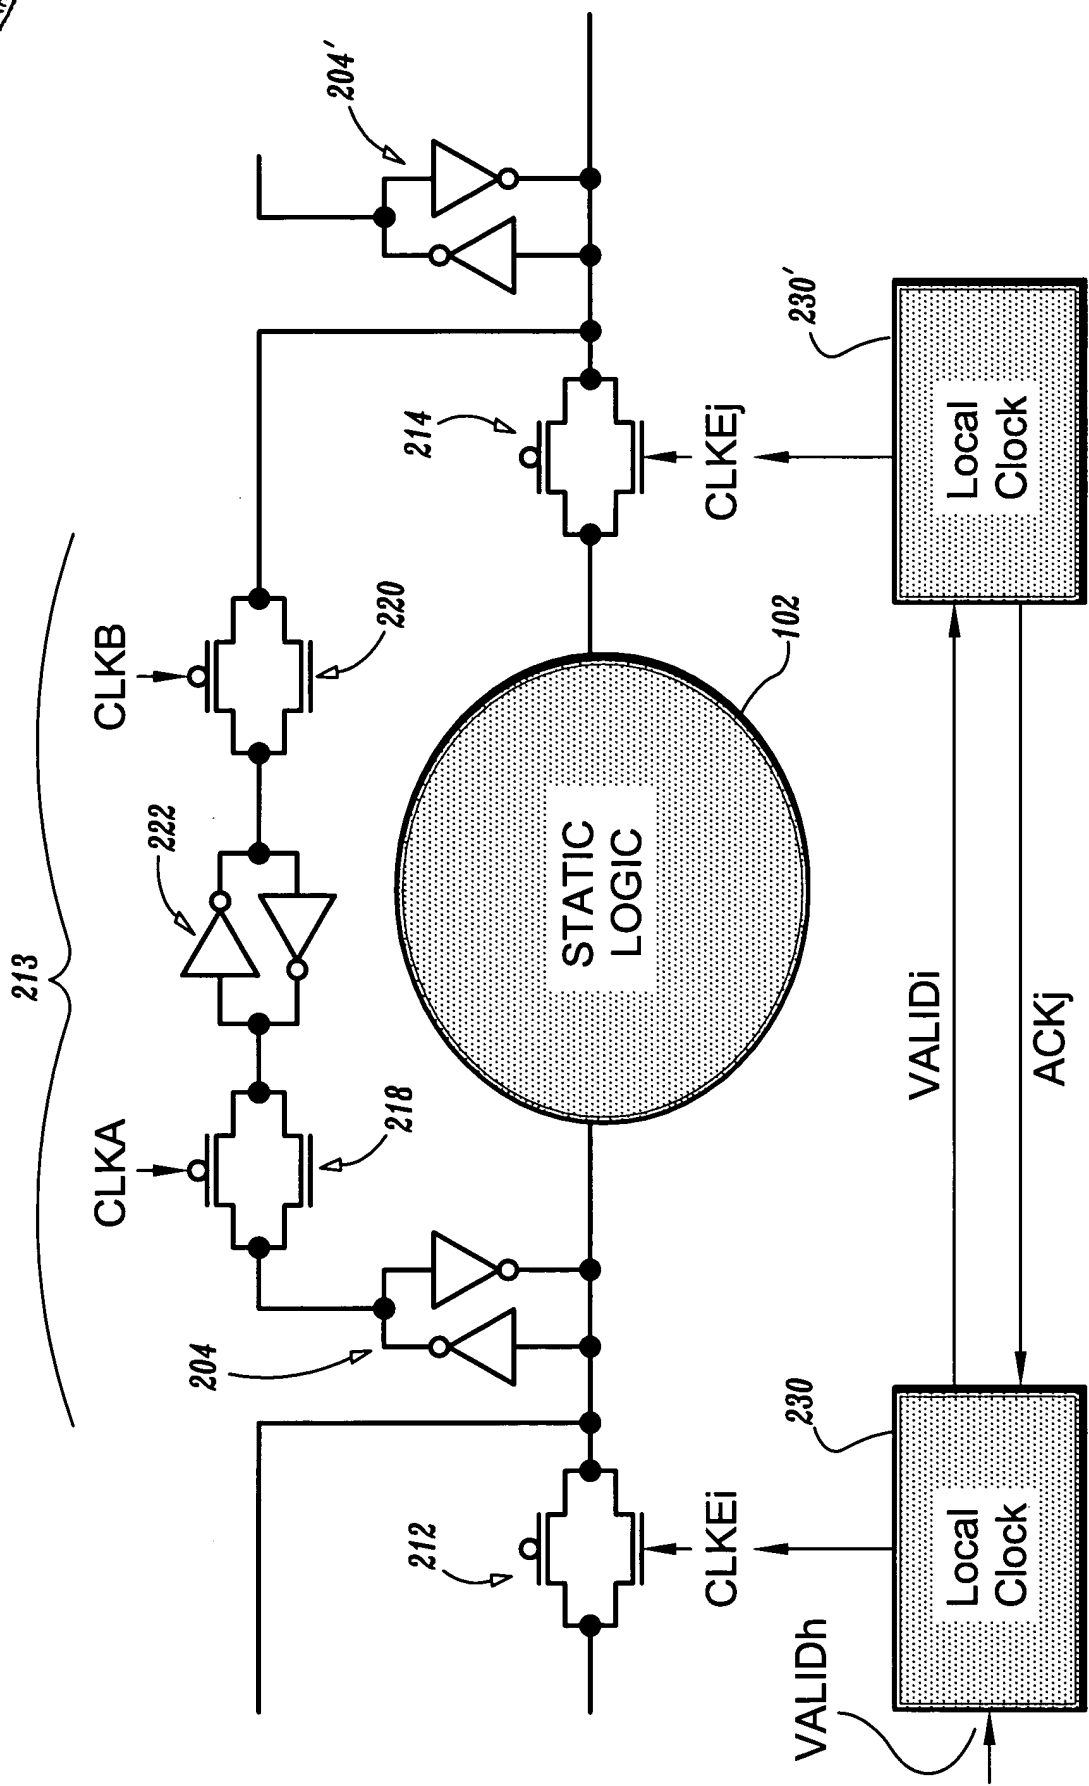 213
CLKA
CLKB
222
218
220
204
204'
212
214
STATIC
LOGIC
102
CLKEi
CLKEj
VALIDh
VALIDi
ACKj
230
230'
Local
Clock
Local
Clock